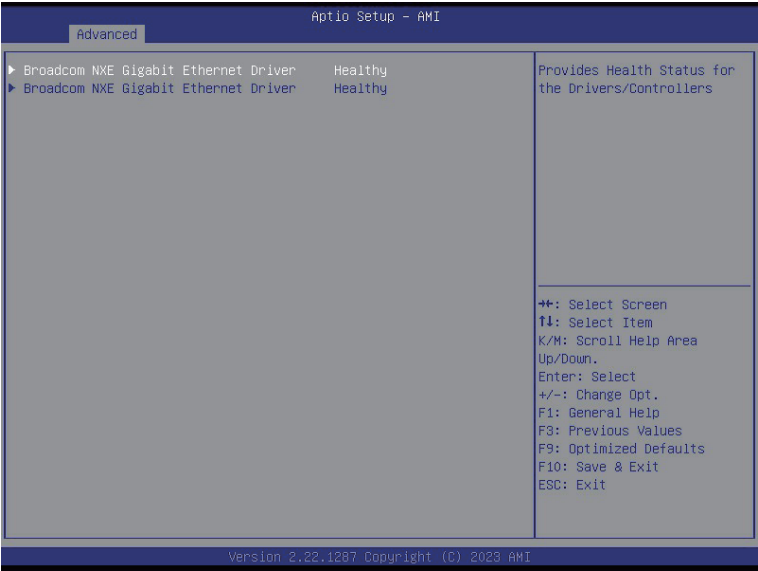 Aptio Setup – AMI
Advanced
Broadcom NXE Gigabit Ethernet Driver Healthy
Broadcom NXE Gigabit Ethernet Driver Healthy
Provides Health Status for
the Drivers/Controllers
→←: Select Screen
↑↓: Select Item
K/M: Scroll Help Area
Up/Down.
Enter: Select
+/-: Change Opt.
F1: General Help
F3: Previous Values
F9: Optimized Defaults
F10: Save & Exit
ESC: Exit
Version 2.22.1287 Copyright (C) 2023 AMI